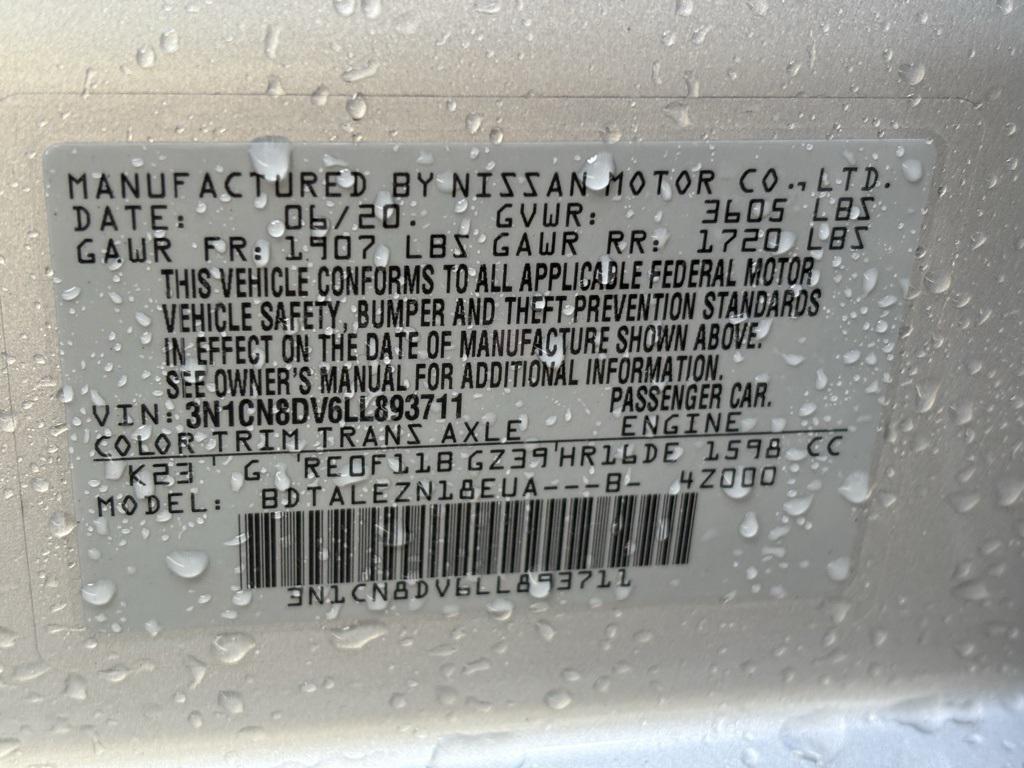 MANUFACTURED BY NISSAN MOTOR CO., LTD.
DATE: 06/20. GVWR: 3605 LBS
GAWR FR: 1907 LBS GAWR RR: 1720 LBS
THIS VEHICLE CONFORMS TO ALL APPLICABLE FEDERAL MOTOR
VEHICLE SAFETY, BUMPER AND THEFT PREVENTION STANDARDS
IN EFFECT ON THE DATE OF MANUFACTURE SHOWN ABOVE.
SEE OWNER'S MANUAL FOR ADDITIONAL INFORMATION.
VIN: 3N1CN8DV6LL893711 PASSENGER CAR.
COLOR TRIM TRANS AXLE ENGINE
K23 G RE0F11B GZ39 HR16DE 1598 CC
MODEL: BDTALEZN18EUA---B- 4Z000
3N1CN8DV6LL893711